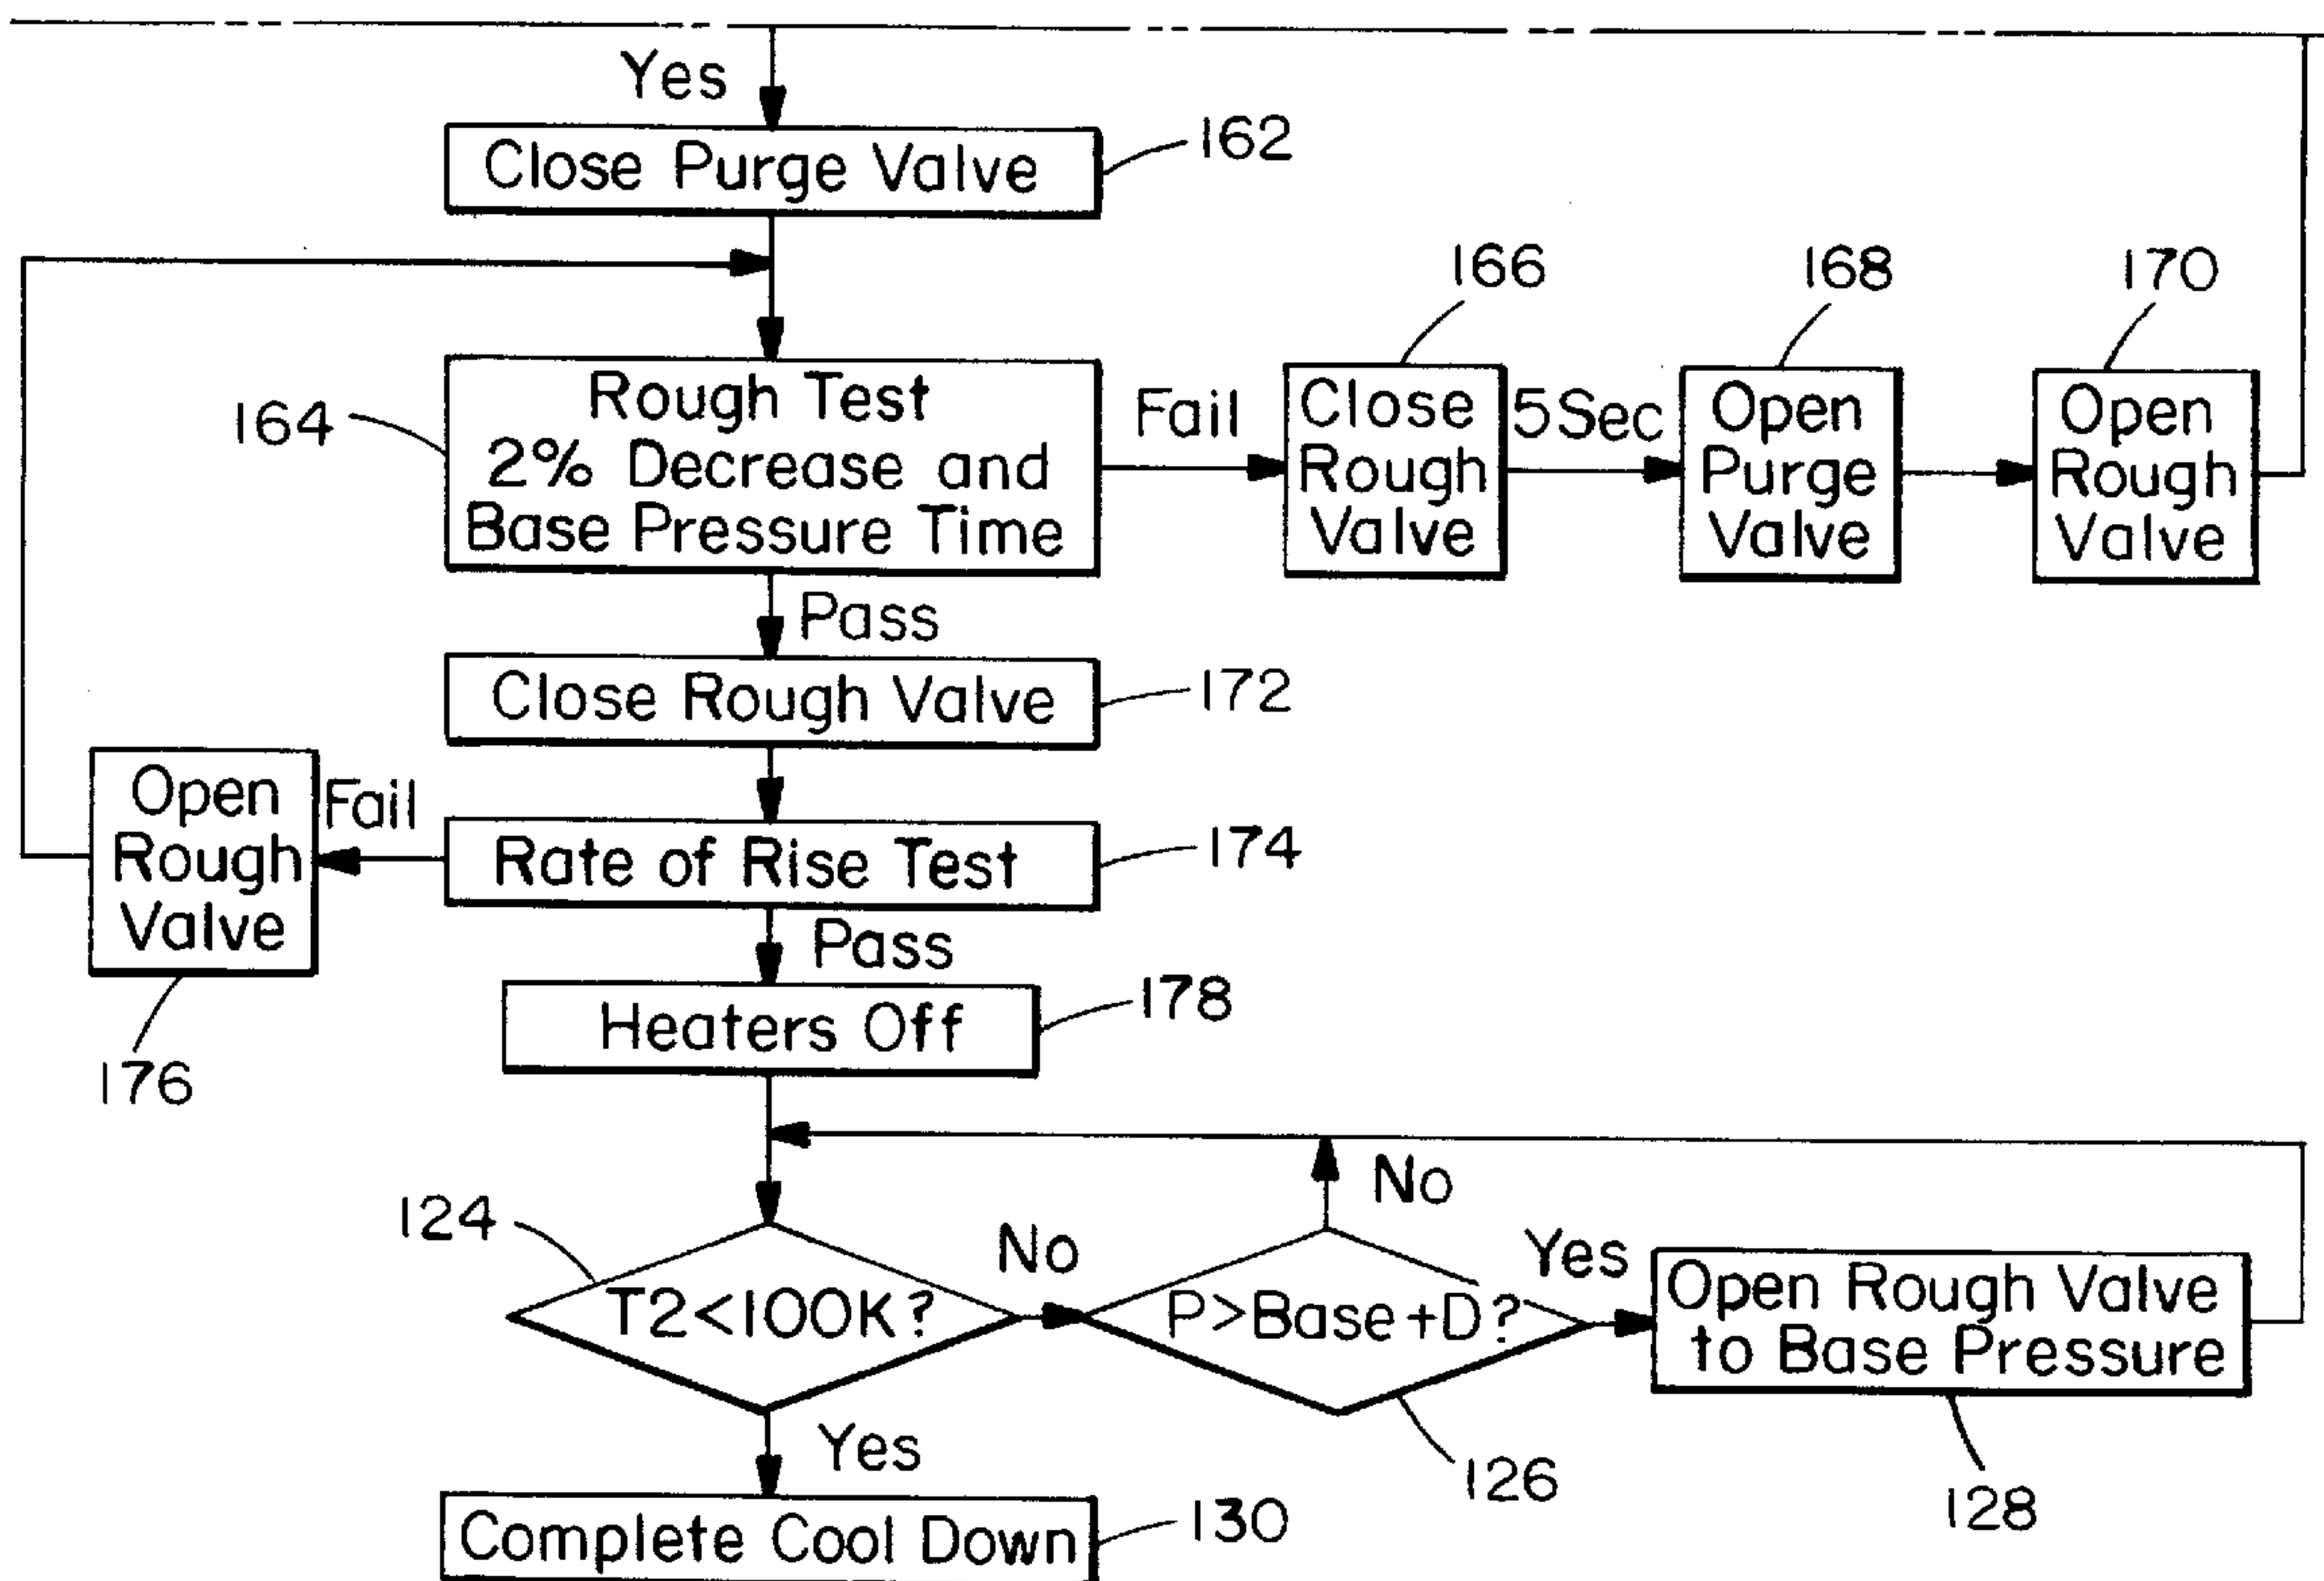 Yes
Close Purge Valve
162
166
168
170
164
Rough Test
2% Decrease and
Base Pressure Time
Fail
Close
Rough
Valve
5Sec
Open
Purge
Valve
Open
Rough
Valve
Pass
Close Rough Valve
172
Open
Rough
Valve
Fail
Rate of Rise Test
174
Pass
176
Heaters Off
178
124
T2<100K?
No
P>Base+D?
No
Yes
Open Rough Valve
to Base Pressure
126
128
Yes
Complete Cool Down
130